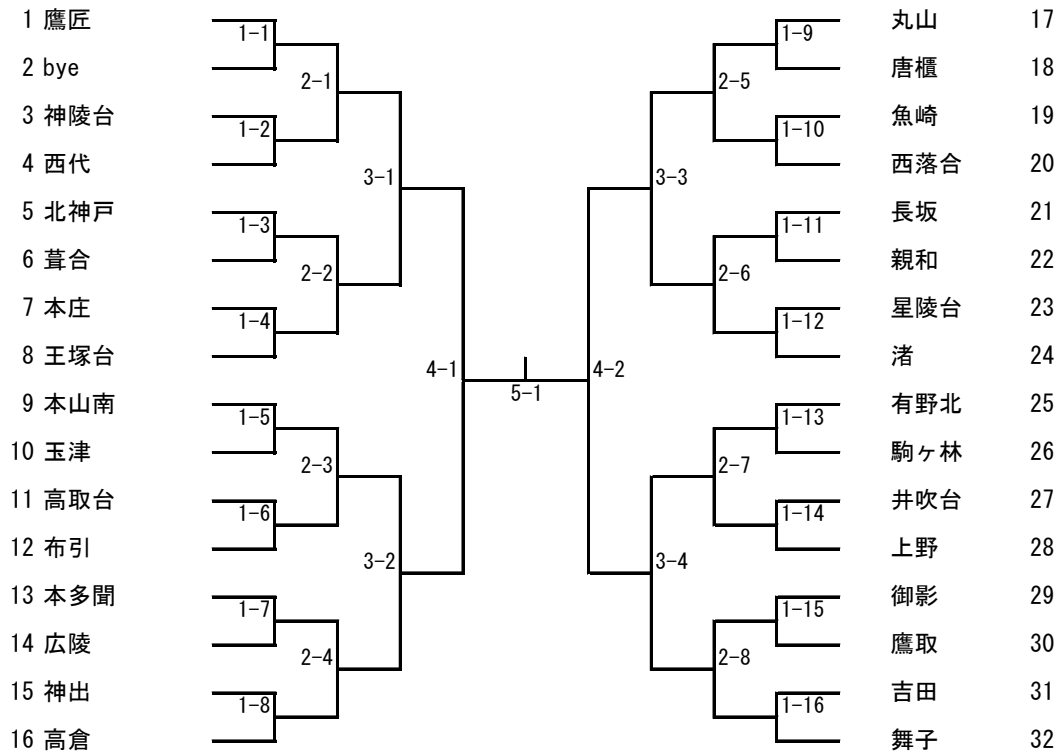 1 鷹匠
2 bye
3 神陵台
4 西代
5 北神戸
6 葺合
7 本庄
8 王塚台
9 本山南
10 玉津
11 高取台
12 布引
13 本多聞
14 広陵
15 神出
16 高倉
1-1
1-2
1-3
1-4
1-5
1-6
1-7
1-8
2-1
2-2
2-3
2-4
3-1
3-2
4-1
5-1
4-2
3-3
3-4
2-5
2-6
2-7
2-8
1-9
1-10
1-11
1-12
1-13
1-14
1-15
1-16
丸山 17
唐櫃 18
魚崎 19
西落合 20
長坂 21
親和 22
星陵台 23
渚 24
有野北 25
駒ヶ林 26
井吹台 27
上野 28
御影 29
鷹取 30
吉田 31
舞子 32